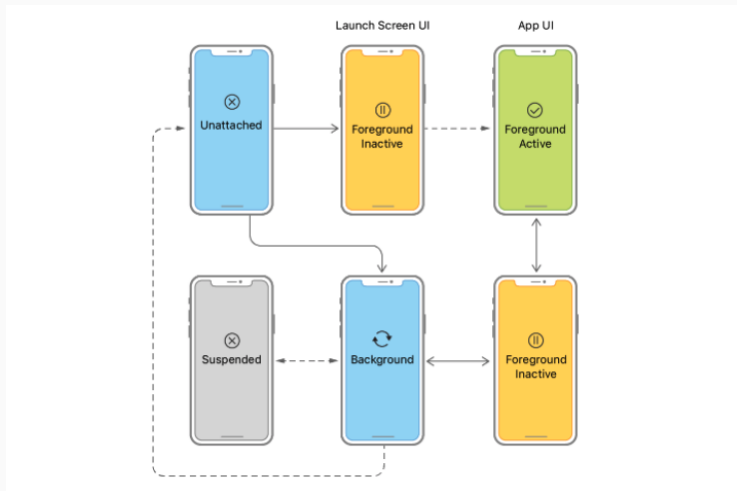 Launch Screen UI
App UI
Unattached
Foreground
Inactive
Foreground
Active
Suspended
Background
Foreground
Inactive